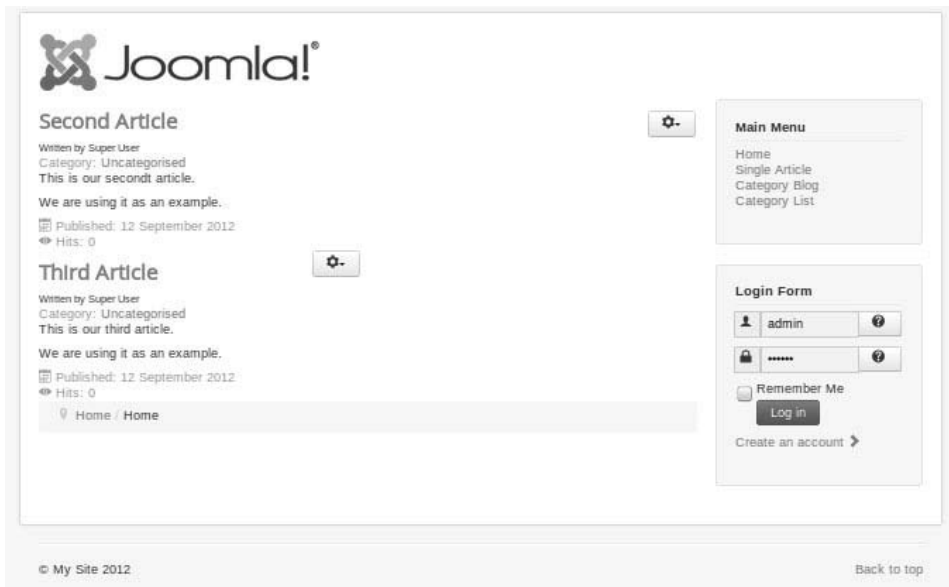 Joomla!®
Second Article
Written by Super User
Category: Uncategorised
This is our secondt article.
We are using it as an example.
Published: 12 September 2012
Hits: 0
Third Article
Written by Super User
Category: Uncategorised
This is our third article.
We are using it as an example.
Published: 12 September 2012
Hits: 0
Home / Home
Main Menu
Home
Single Article
Category Blog
Category List
Login Form
admin
••••••
Remember Me
Log in
Create an account
© My Site 2012
Back to top